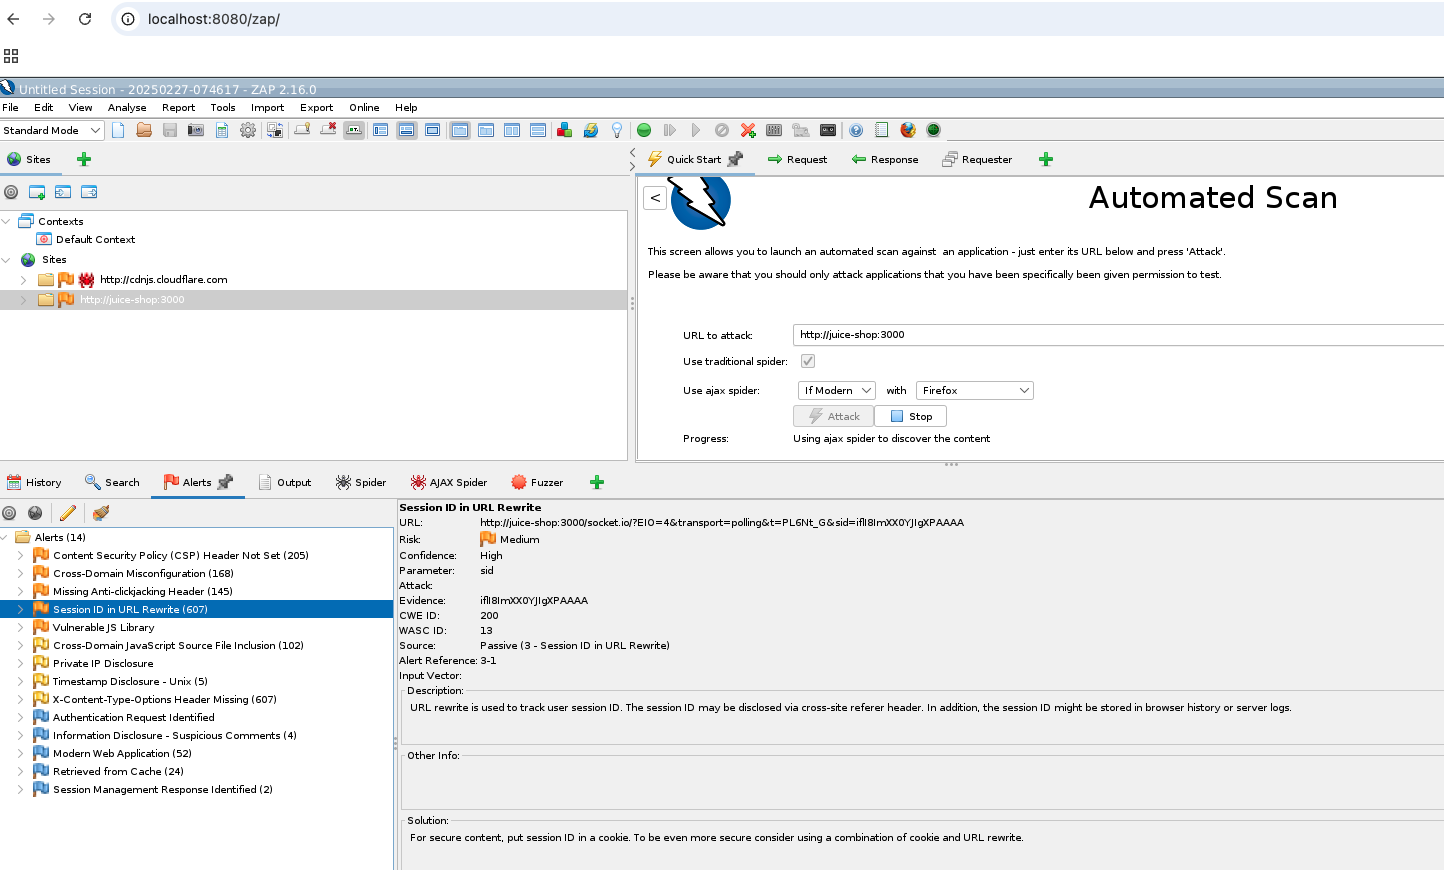 localhost:8080/zap/
Untitled Session - 20250227-074617 - ZAP 2.16.0
File Edit View Analyse Report Tools Import Export Online Help
Standard Mode
Sites
Quick Start Request Response Requester
Contexts
Default Context
Sites
http://cdnjs.cloudflare.com
http://juice-shop:3000
<
Automated Scan
This screen allows you to launch an automated scan against an application - just enter its URL below and press 'Attack'.
Please be aware that you should only attack applications that you have been specifically been given permission to test.
URL to attack: http://juice-shop:3000
Use traditional spider:
Use ajax spider: If Modern with Firefox
Attack Stop
Progress: Using ajax spider to discover the content
History Search Alerts Output Spider AJAX Spider Fuzzer
Alerts (14)
Content Security Policy (CSP) Header Not Set (205)
Cross-Domain Misconfiguration (168)
Missing Anti-clickjacking Header (145)
Session ID in URL Rewrite (607)
Vulnerable JS Library
Cross-Domain JavaScript Source File Inclusion (102)
Private IP Disclosure
Timestamp Disclosure - Unix (5)
X-Content-Type-Options Header Missing (607)
Authentication Request Identified
Information Disclosure - Suspicious Comments (4)
Modern Web Application (52)
Retrieved from Cache (24)
Session Management Response Identified (2)
Session ID in URL Rewrite
URL: http://juice-shop:3000/socket.io/?EIO=4&transport=polling&t=PL6Nt_G&sid=iflI8ImXX0YJIgXPAAAA
Risk: Medium
Confidence: High
Parameter: sid
Attack:
Evidence: iflI8ImXX0YJIgXPAAAA
CWE ID: 200
WASC ID: 13
Source: Passive (3 - Session ID in URL Rewrite)
Alert Reference: 3-1
Input Vector:
Description:
URL rewrite is used to track user session ID. The session ID may be disclosed via cross-site referer header. In addition, the session ID might be stored in browser history or server logs.
Other Info:
Solution:
For secure content, put session ID in a cookie. To be even more secure consider using a combination of cookie and URL rewrite.